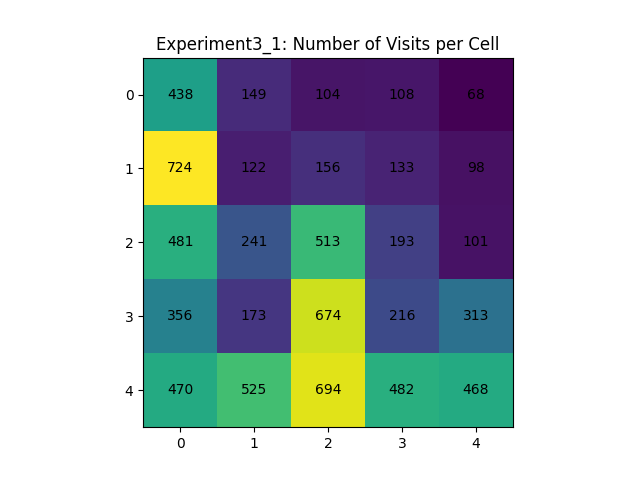 Experiment3_1: Number of Visits per Cell
0 438 149 104 108 68
1 724 122 156 133 98
2 481 241 513 193 101
3 356 173 674 216 313
4 470 525 694 482 468
0 1 2 3 4